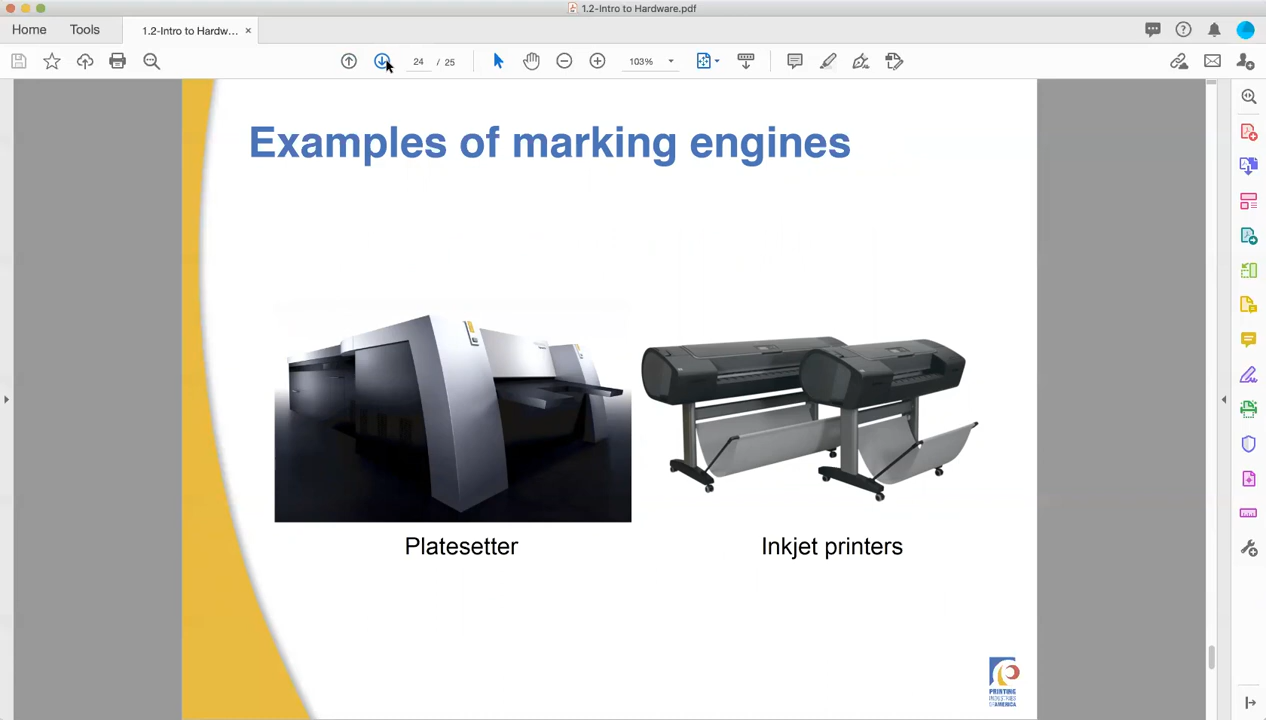 1.2-Intro to Hardware.pdf
Home
Tools
1.2-Intro to Hardw...
24 / 25
103%
Examples of marking engines
Platesetter
Inkjet printers
PRINTING
INDUSTRIES
OF AMERICA